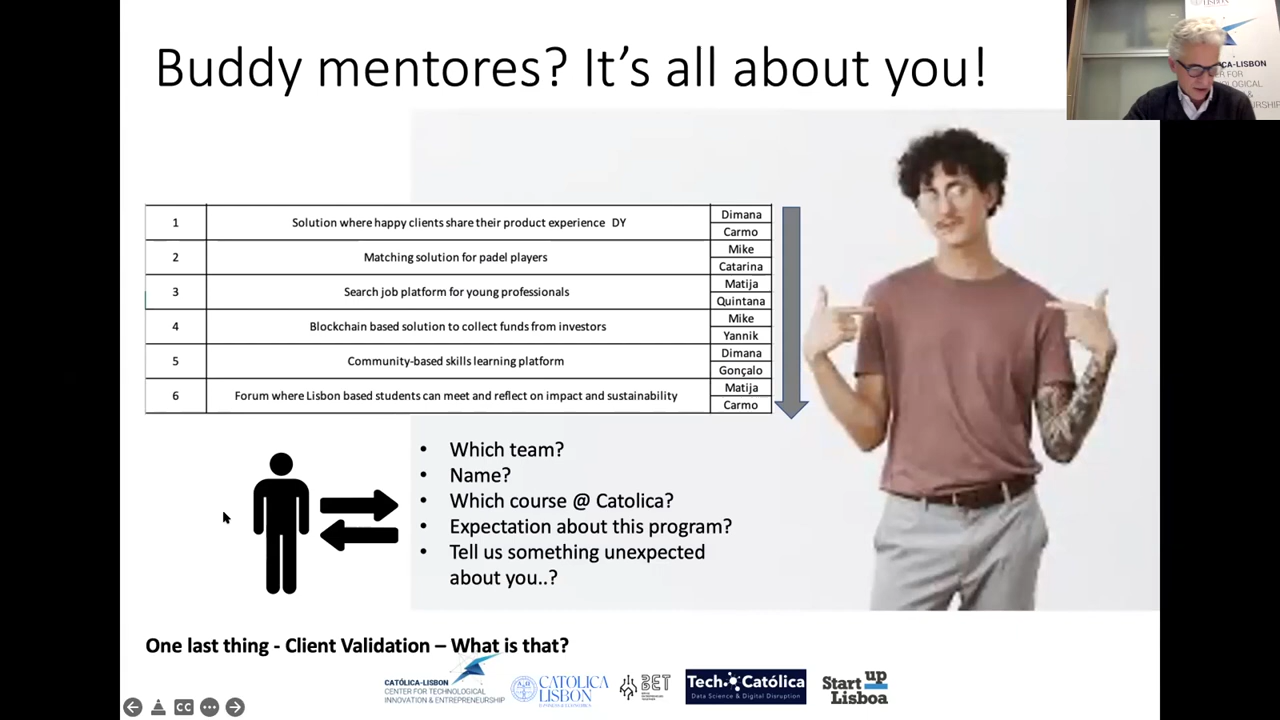 Buddy mentores? It's all about you!
CATÓLICA-LISBON
1 Solution where happy clients share their product experience DY Dimana
Carmo
2 Matching solution for padel players Mike
Catarina
3 Search job platform for young professionals Matija
Quintana
4 Blockchain based solution to collect funds from investors Mike
Yannik
5 Community-based skills learning platform Dimana
Gonçalo
6 Forum where Lisbon based students can meet and reflect on impact and sustainability Matija
Carmo
• Which team?
• Name?
• Which course @ Catolica?
• Expectation about this program?
• Tell us something unexpected
about you..?
One last thing - Client Validation – What is that?
CATÓLICA-LISBON
CENTER FOR TECHNOLOGICAL
INNOVATION & ENTREPRENEURSHIP
CATOLICA
LISBON
BET
Tech Católica
Data Science & Digital Disruption
Start up
Lisboa
CC